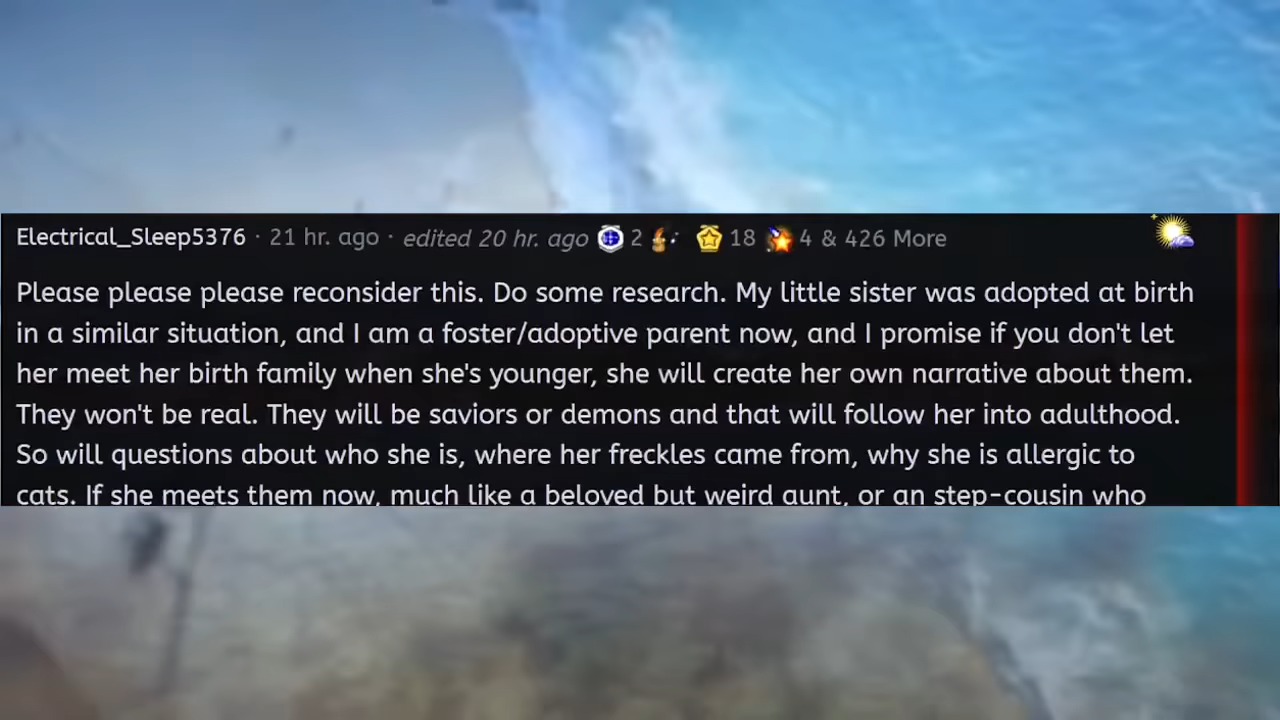 Electrical_Sleep5376 · 21 hr. ago · edited 20 hr. ago 2 18 4 & 426 More
Please please please reconsider this. Do some research. My little sister was adopted at birth
in a similar situation, and I am a foster/adoptive parent now, and I promise if you don't let
her meet her birth family when she's younger, she will create her own narrative about them.
They won't be real. They will be saviors or demons and that will follow her into adulthood.
So will questions about who she is, where her freckles came from, why she is allergic to
cats. If she meets them now, much like a beloved but weird aunt, or an step-cousin who